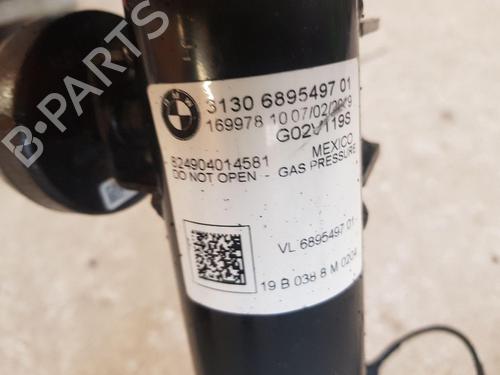 BMW
3130 6895497 01
169978 10 07/02/2019
G02V119S
824904014581
MEXICO
DO NOT OPEN
GAS PRESSURE
VL 6895497 01
19 B 038 8 M 0204